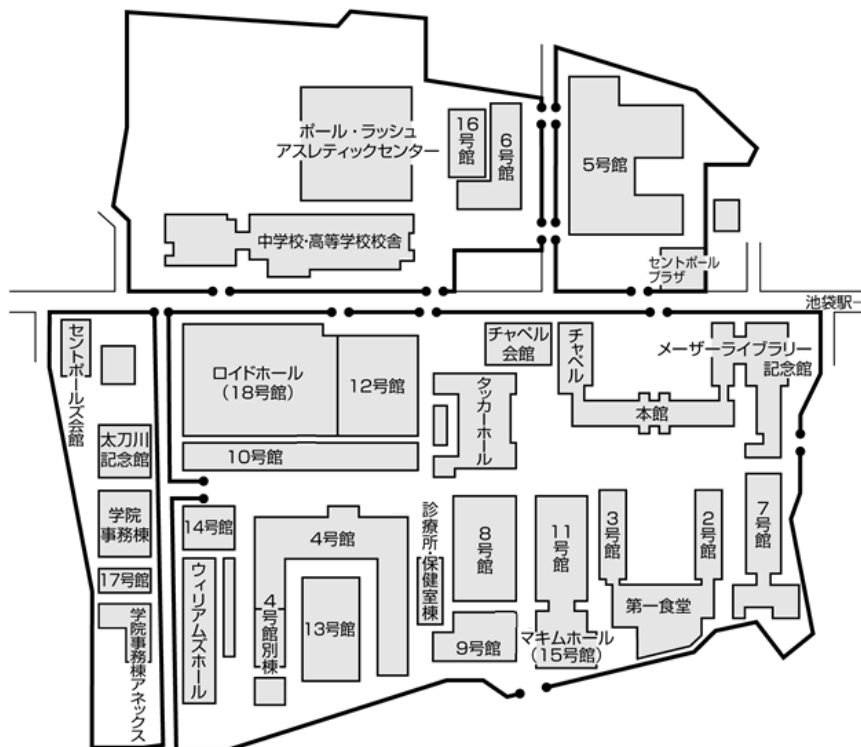 ポール・ラッシュ
アスレティックセンター
16号館
6号館
5号館
中学校・高等学校校舎
セントポール
プラザ
池袋駅
セントポールズ会館
ロイドホール
(18号館)
12号館
チャペル
会館
チャペル
メーザーライブラリー
記念館
本館
タッカーホール
太刀川
記念館
10号館
学院
事務棟
14号館
4号館
診療所・保健室棟
8号館
11号館
3号館
2号館
7号館
17号館
ウィリアムズホール
4号館別棟
13号館
第一食堂
学院事務棟アネックス
9号館
マキムホール
(15号館)